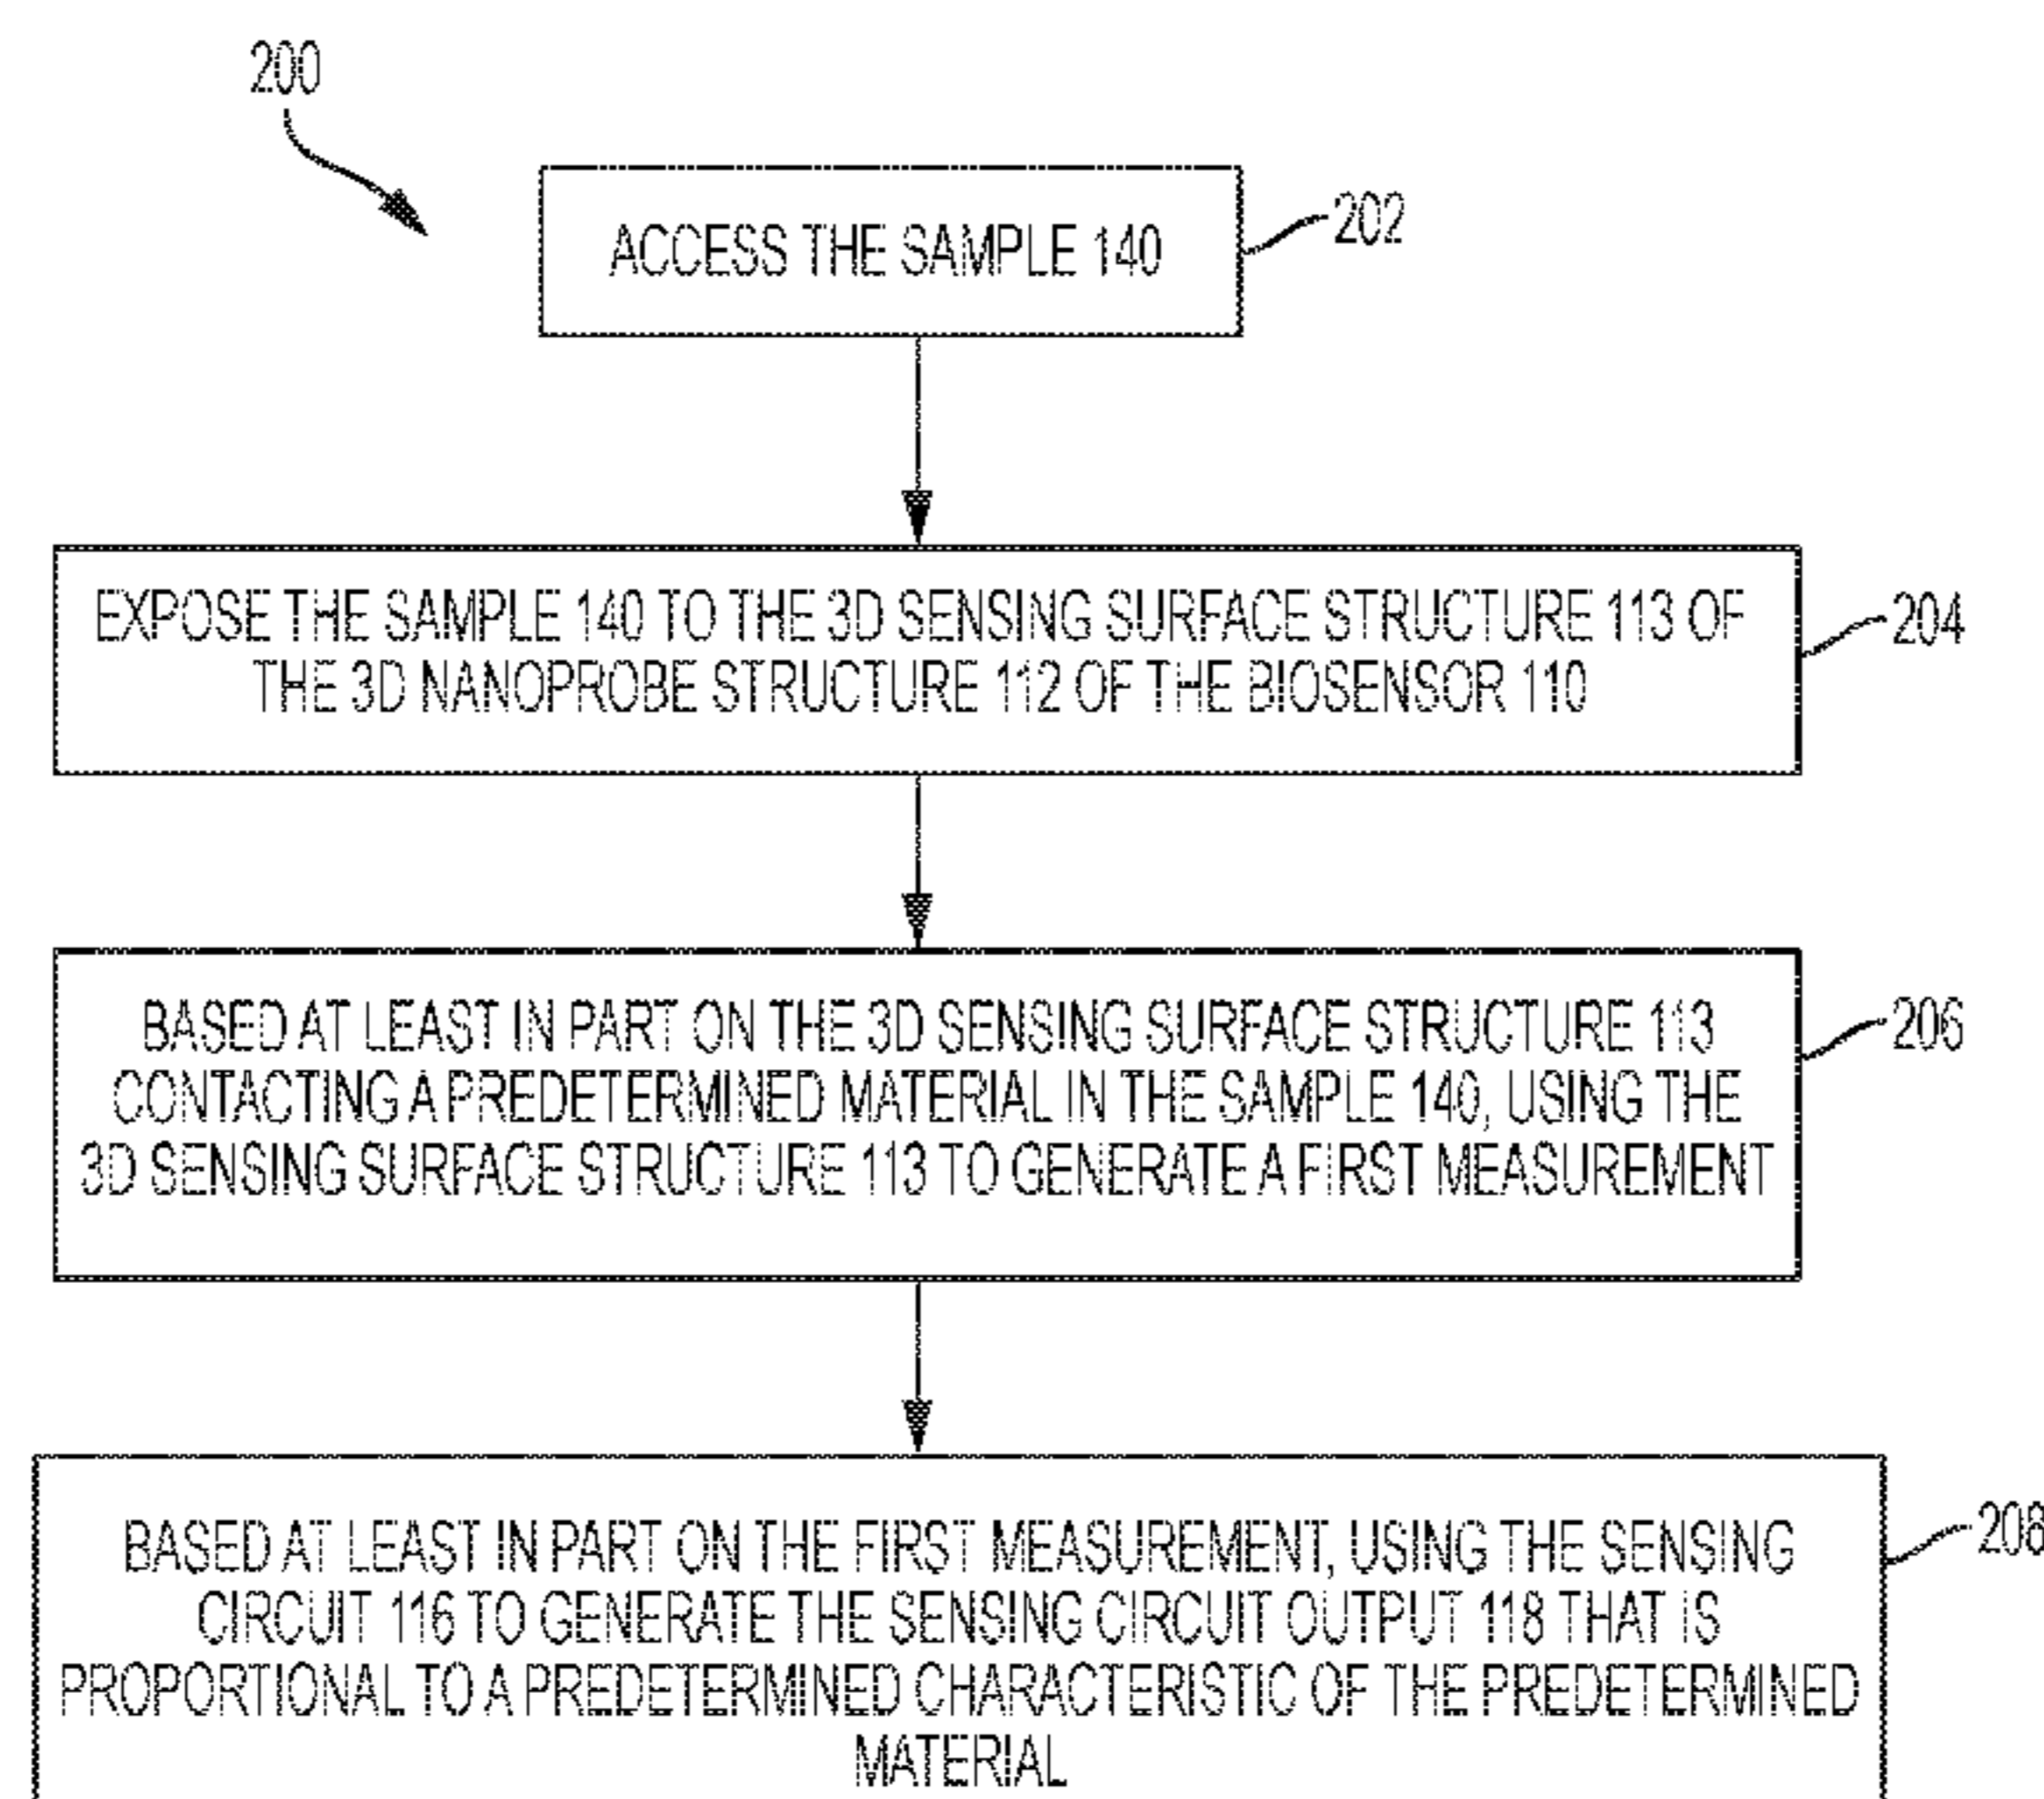 200
ACCESS THE SAMPLE 140
202
EXPOSE THE SAMPLE 140 TO THE 3D SENSING SURFACE STRUCTURE 113 OF
THE 3D NANOPROBE STRUCTURE 112 OF THE BIOSENSOR 110
204
BASED AT LEAST IN PART ON THE 3D SENSING SURFACE STRUCTURE 113
CONTACTING A PREDETERMINED MATERIAL IN THE SAMPLE 140, USING THE
3D SENSING SURFACE STRUCTURE 113 TO GENERATE A FIRST MEASUREMENT
206
BASED AT LEAST IN PART ON THE FIRST MEASUREMENT, USING THE SENSING
CIRCUIT 116 TO GENERATE THE SENSING CIRCUIT OUTPUT 118 THAT IS
PROPORTIONAL TO A PREDETERMINED CHARACTERISTIC OF THE PREDETERMINED
MATERIAL
208